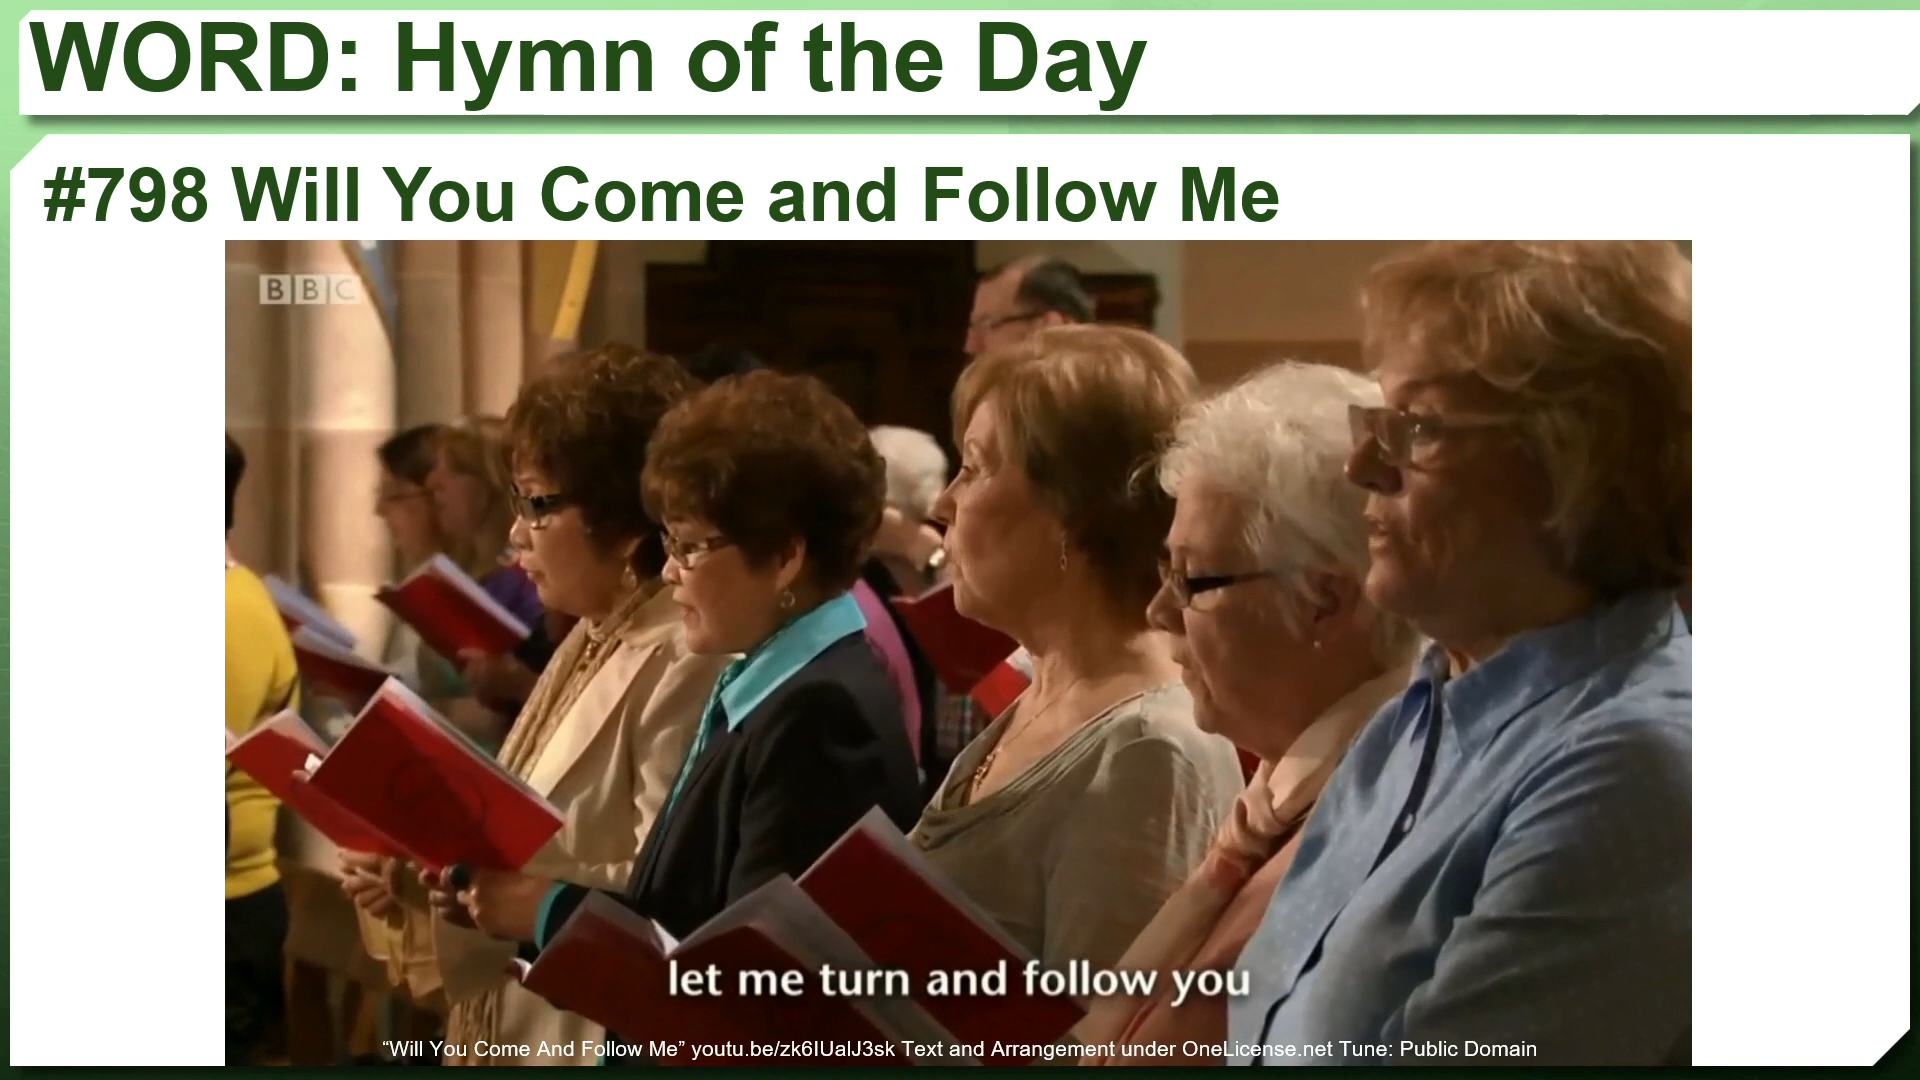 WORD: Hymn of the Day
#798 Will You Come and Follow Me
BBC
let me turn and follow you
“Will You Come And Follow Me” youtu.be/zk6IUalJ3sk Text and Arrangement under OneLicense.net Tune: Public Domain